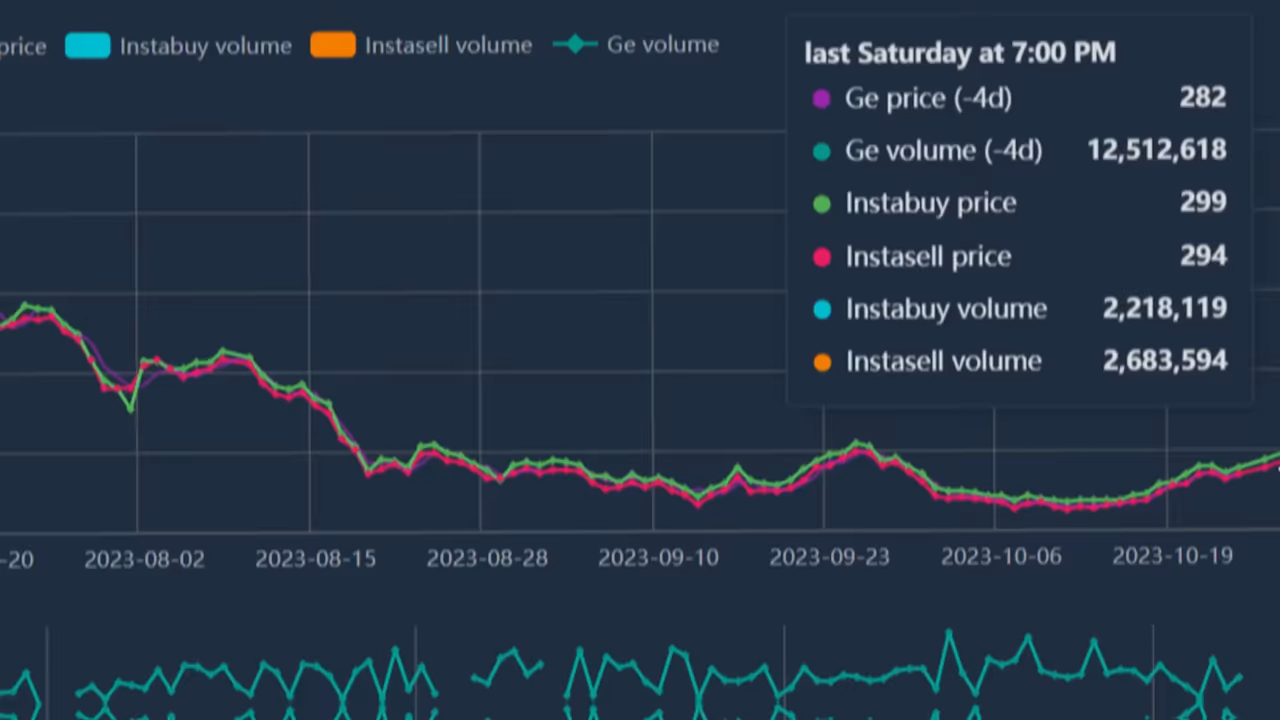 price Instabuy volume Instasell volume Ge volume
last Saturday at 7:00 PM
Ge price (-4d) 282
Ge volume (-4d) 12,512,618
Instabuy price 299
Instasell price 294
Instabuy volume 2,218,119
Instasell volume 2,683,594
-20 2023-08-02 2023-08-15 2023-08-28 2023-09-10 2023-09-23 2023-10-06 2023-10-19